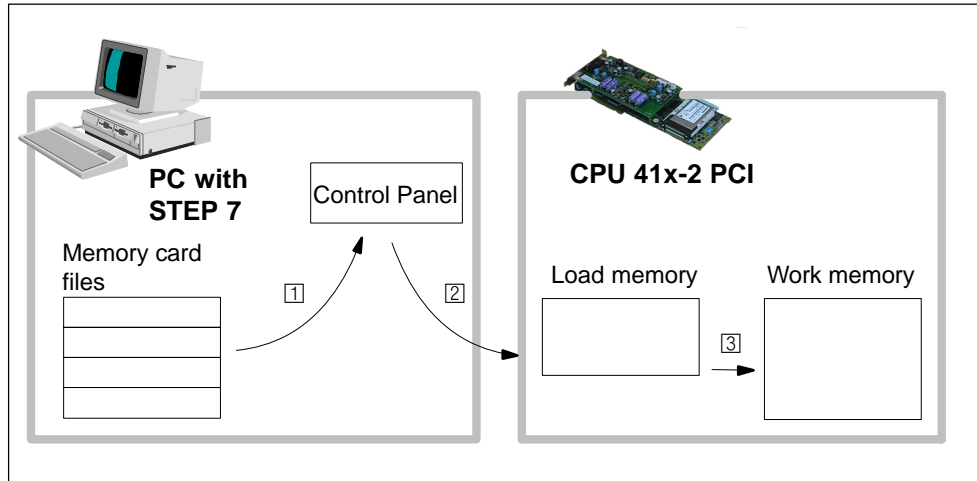 PC with
STEP 7
Control Panel
Memory card
files
1
2
CPU 41x-2 PCI
Load memory
Work memory
3